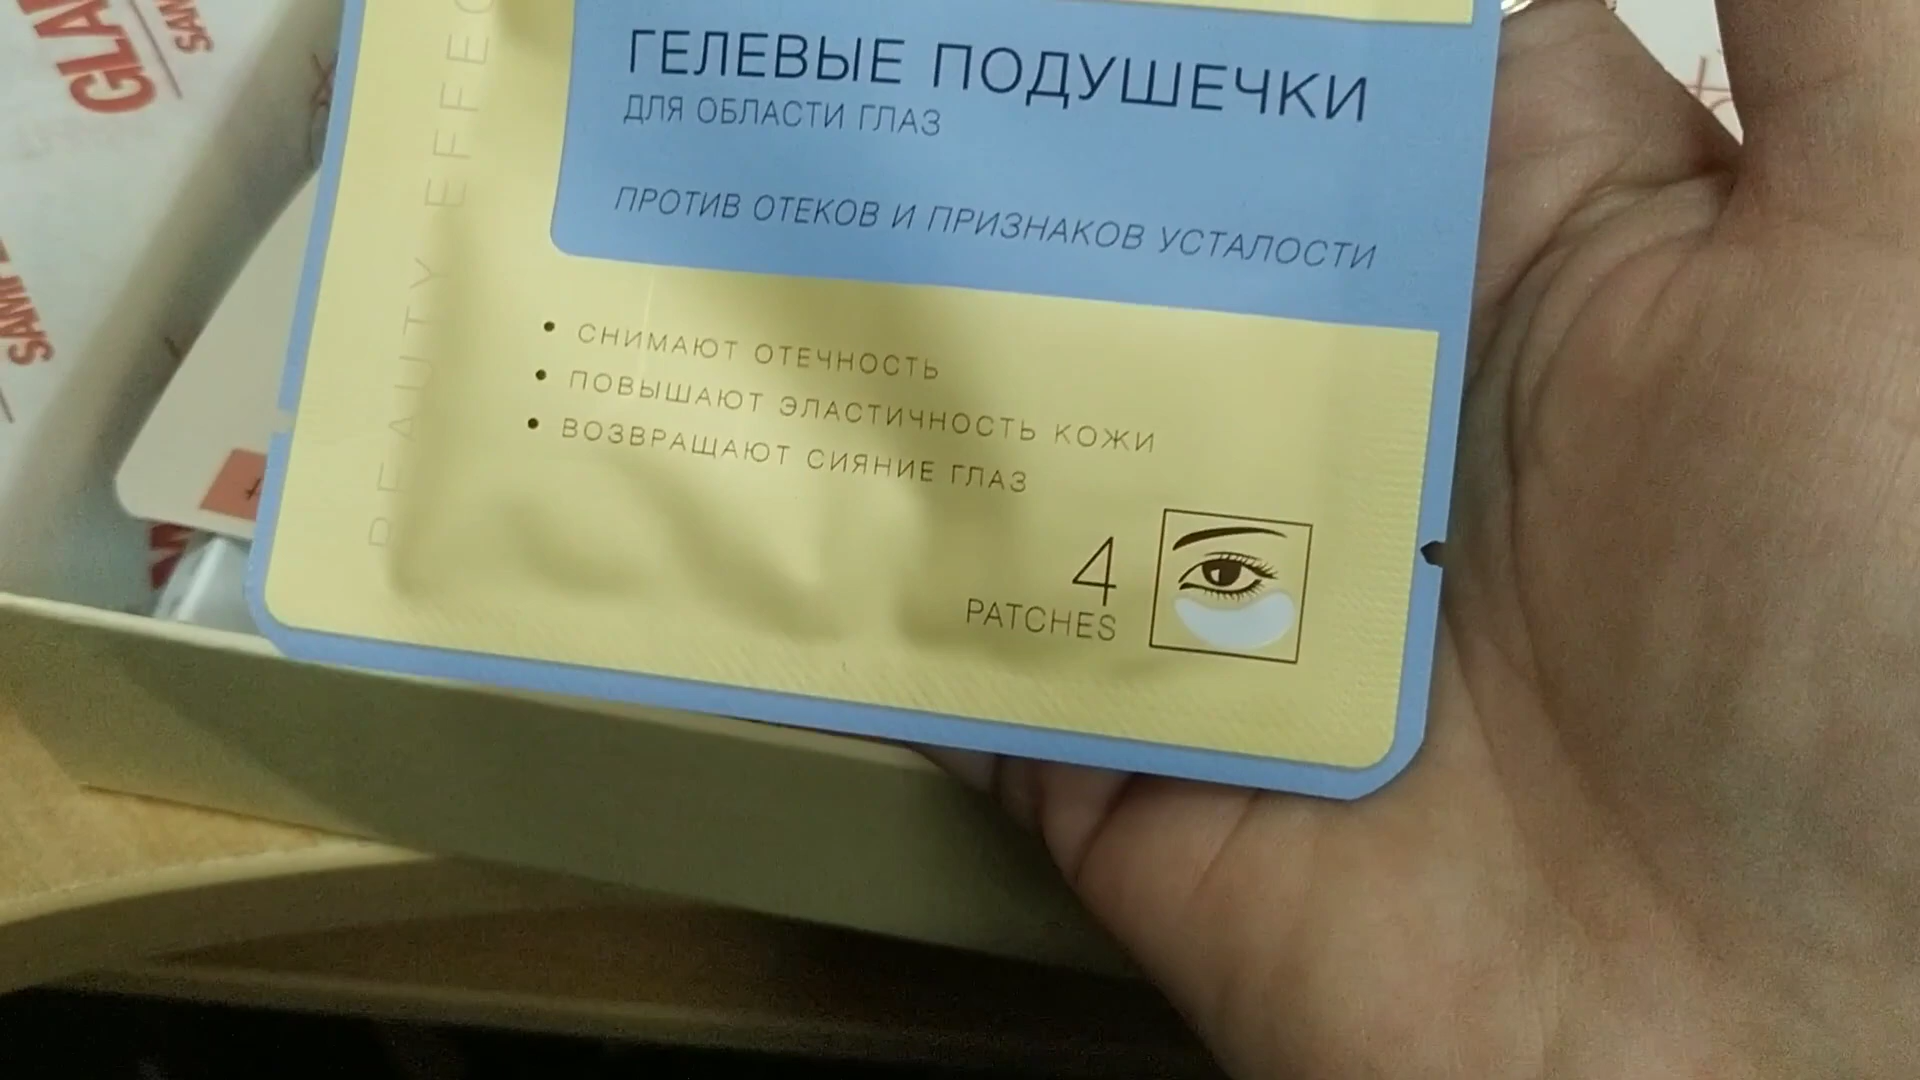 ГЕЛЕВЫЕ ПОДУШЕЧКИ
ДЛЯ ОБЛАСТИ ГЛАЗ
ПРОТИВ ОТЕКОВ И ПРИЗНАКОВ УСТАЛОСТИ
• СНИМАЮТ ОТЕЧНОСТЬ
• ПОВЫШАЮТ ЭЛАСТИЧНОСТЬ КОЖИ
• ВОЗВРАЩАЮТ СИЯНИЕ ГЛАЗ
4
PATCHES
BEAUTY